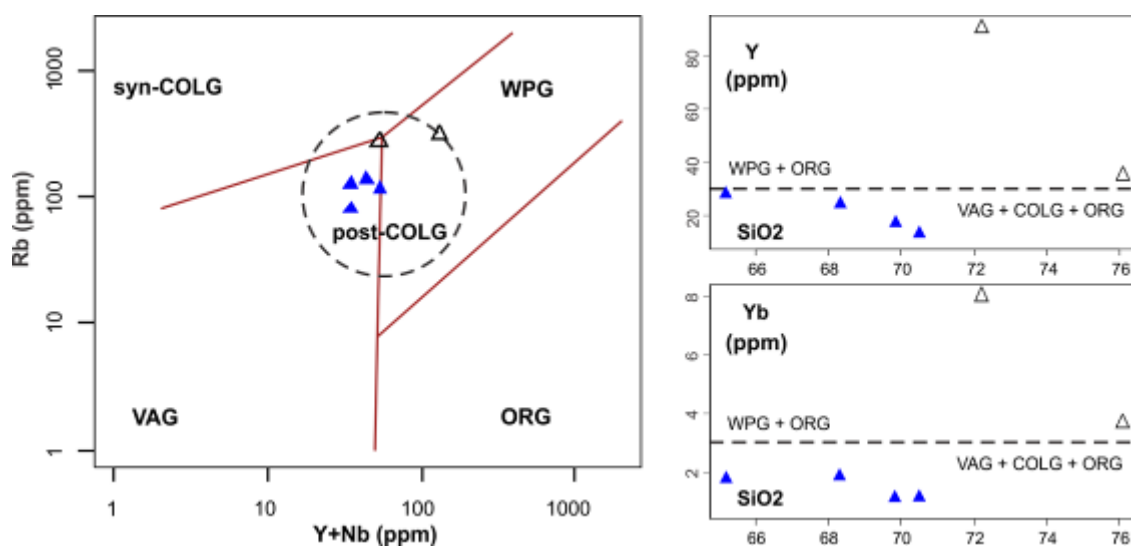 syn-COLG
WPG
post-COLG
VAG
ORG
Rb (ppm)
1000
100
10
1
1
10
100
1000
Y+Nb (ppm)
Y
(ppm)
WPG + ORG
VAG + COLG + ORG
SiO2
80
60
40
20
66
68
70
72
74
76
Yb
(ppm)
WPG + ORG
VAG + COLG + ORG
SiO2
8
6
4
2
66
68
70
72
74
76